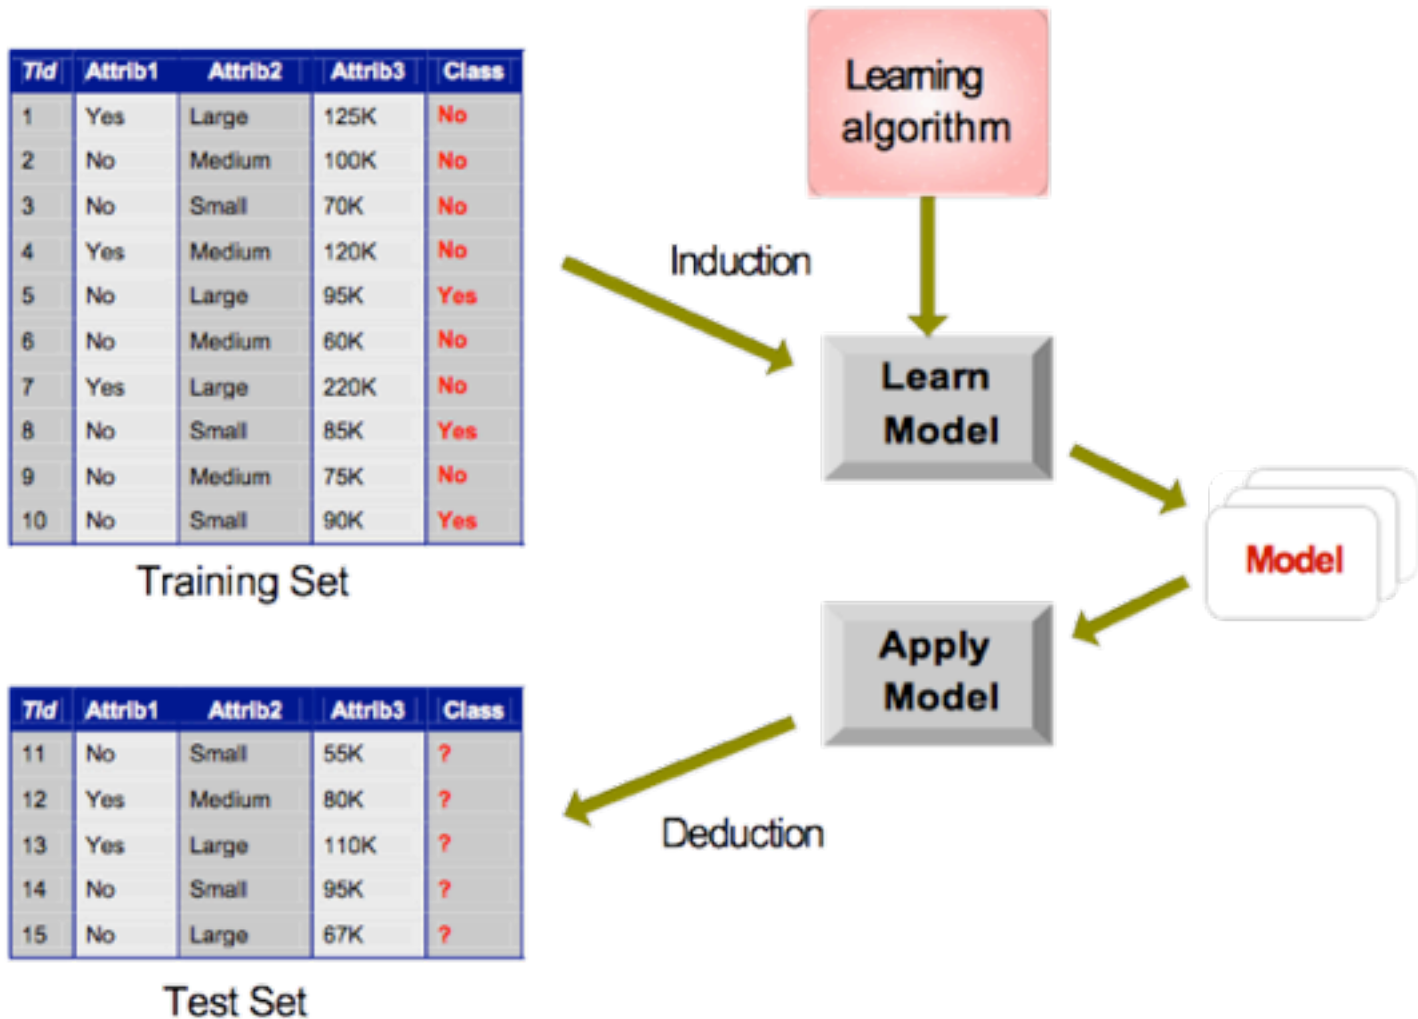 Tid Attrib1 Attrib2 Attrib3 Class
1 Yes Large 125K No
2 No Medium 100K No
3 No Small 70K No
4 Yes Medium 120K No
5 No Large 95K Yes
6 No Medium 60K No
7 Yes Large 220K No
8 No Small 85K Yes
9 No Medium 75K No
10 No Small 90K Yes
Training Set
Learning
algorithm
Induction
Learn
Model
Model
Apply
Model
Deduction
Tid Attrib1 Attrib2 Attrib3 Class
11 No Small 55K ?
12 Yes Medium 80K ?
13 Yes Large 110K ?
14 No Small 95K ?
15 No Large 67K ?
Test Set